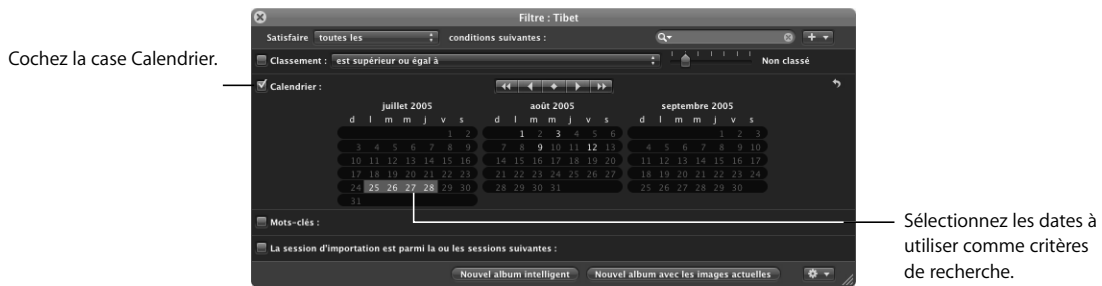 Filtre : Tibet
Satisfaire toutes les conditions suivantes :
Cochez la case Calendrier.
Classement : est supérieur ou égal à Non classé
Calendrier :
juillet 2005 août 2005 septembre 2005
d l m m j v s d l m m j v s d l m m j v s
1 2 1 2 3 4 5 6 1 2 3
3 4 5 6 7 8 9 7 8 9 10 11 12 13 4 5 6 7 8 9 10
10 11 12 13 14 15 16 14 15 16 17 18 19 20 11 12 13 14 15 16 17
17 18 19 20 21 22 23 21 22 23 24 25 26 27 18 19 20 21 22 23 24
24 25 26 27 28 29 30 28 29 30 31 25 26 27 28 29 30
31
Mots-clés :
Sélectionnez les dates à
utiliser comme critères
de recherche.
La session d'importation est parmi la ou les sessions suivantes :
Nouvel album intelligent Nouvel album avec les images actuelles